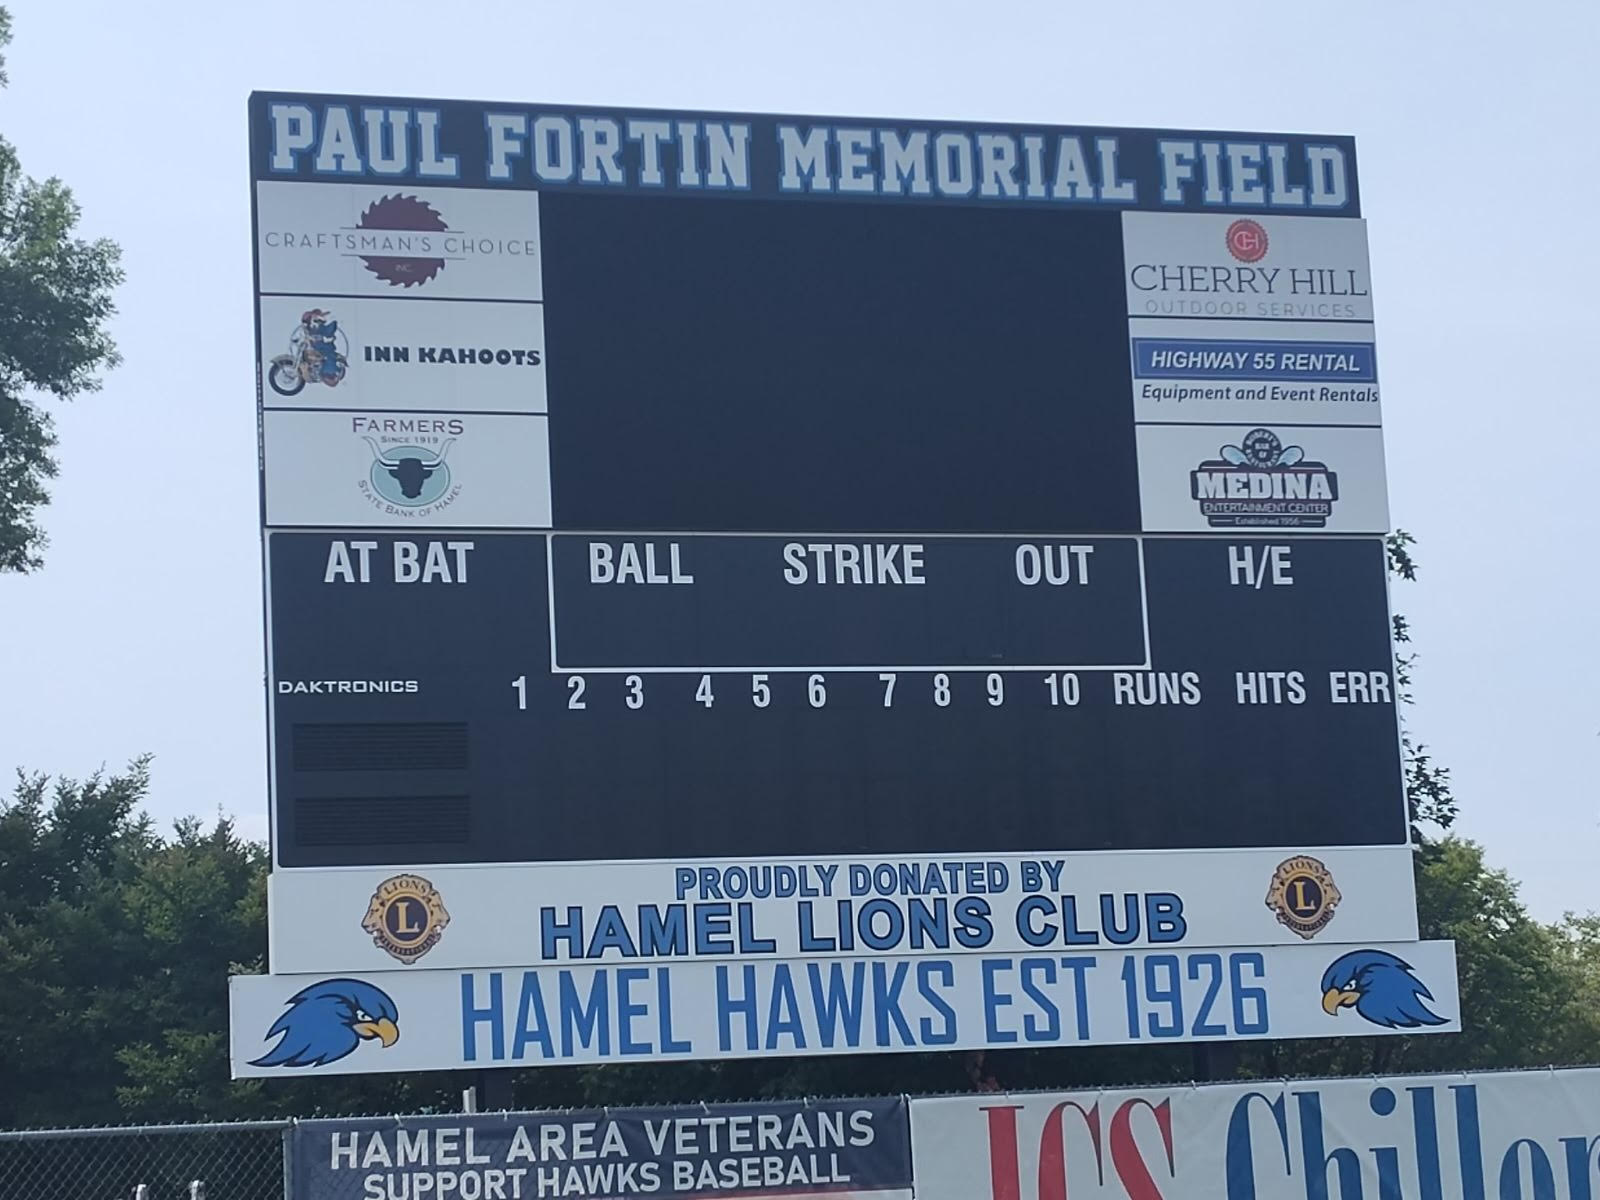 PAUL FORTIN MEMORIAL FIELD
CRAFTSMAN'S CHOICE
INC.
INN KAHOOTS
FARMERS
SINCE 1919
STATE BANK OF HAMEL
CH
CHERRY HILL
OUTDOOR SERVICES
HIGHWAY 55 RENTAL
Equipment and Event Rentals
MEDINA
ENTERTAINMENT CENTER
Established 1956
AT BAT BALL STRIKE OUT H/E
DAKTRONICS 1 2 3 4 5 6 7 8 9 10 RUNS HITS ERR
PROUDLY DONATED BY
HAMEL LIONS CLUB
LIONS
L
INTERNATIONAL
LIONS
L
INTERNATIONAL
HAMEL HAWKS EST 1926
HAMEL AREA VETERANS
SUPPORT HAWKS BASEBALL
Chiller